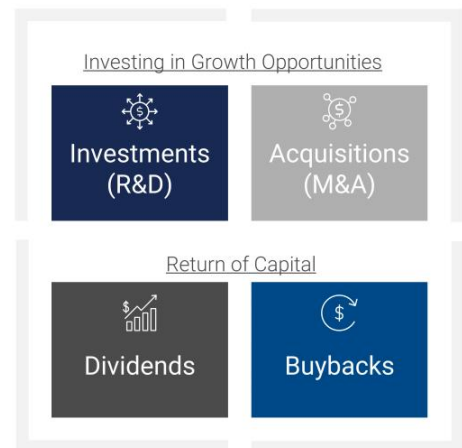 Investing in Growth Opportunities
$
$
Investments
(R&D)
Acquisitions
(M&A)
Return of Capital
$
$
Dividends
Buybacks